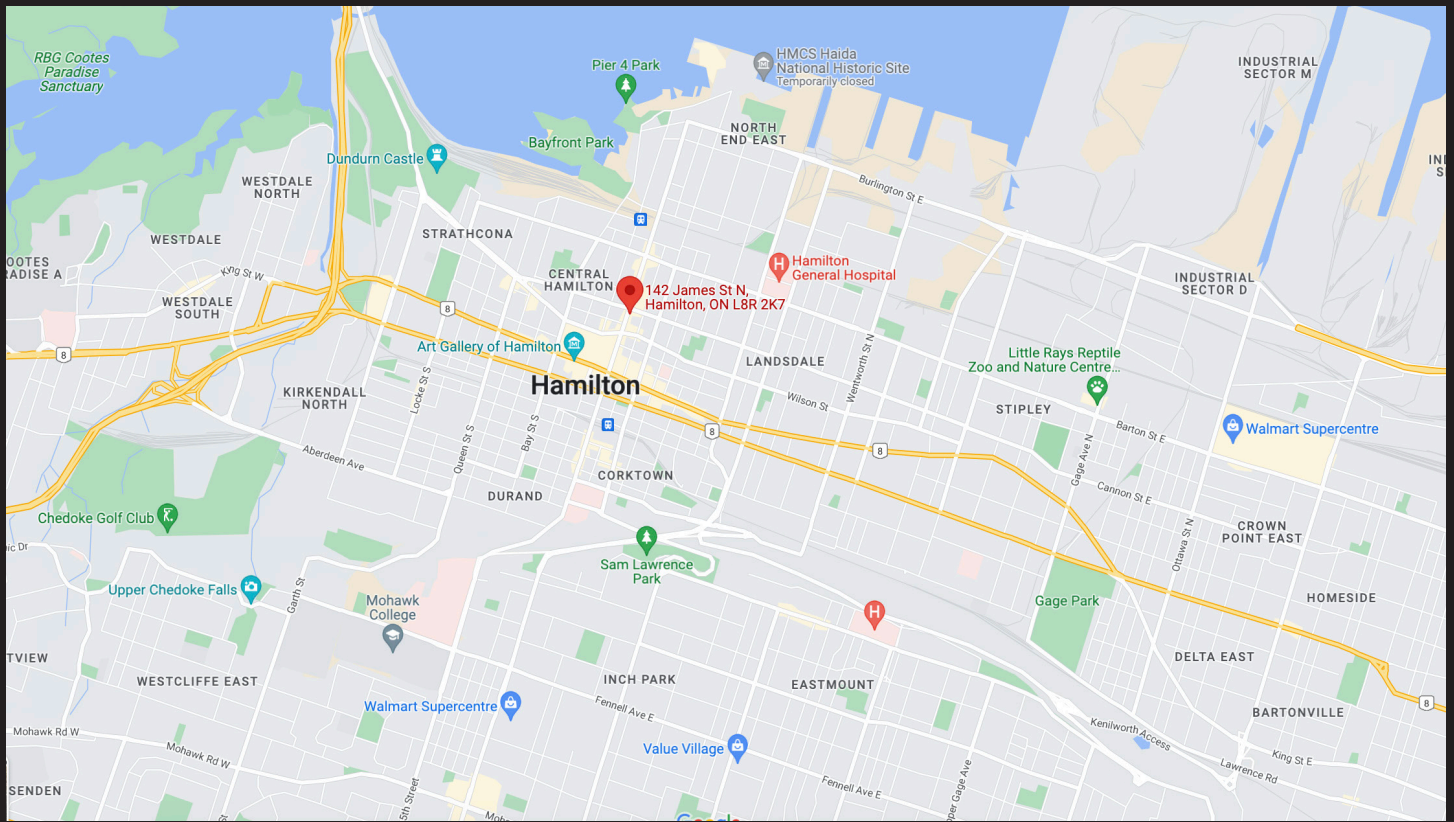 RBG Cootes
Paradise
Sanctuary
Pier 4 Park
HMCS Haida
National Historic Site
Temporarily closed
INDUSTRIAL
SECTOR M
NORTH
END EAST
Bayfront Park
Dundurn Castle
WESTDALE
NORTH
Burlington St E
STRATHCONA
WESTDALE
OOTES
RADISE A
King St W
CENTRAL
HAMILTON
Hamilton
General Hospital
H
INDUSTRIAL
SECTOR D
142 James St N,
Hamilton, ON L8R 2K7
WESTDALE
SOUTH
8
8
Art Gallery of Hamilton
LANDSDALE
Wentworth St N
Little Rays Reptile
Zoo and Nature Centre...
Hamilton
KIRKENDALL
NORTH
Locke St S
Wilson St
STIPLEY
Bay St S
8
Barton St E
Walmart Supercentre
Queen St S
8
Gage Ave N
Aberdeen Ave
CORKTOWN
DURAND
Cannon St E
Chedoke Golf Club
CROWN
POINT EAST
Ottawa St N
ic Dr
Sam Lawrence
Park
Upper Chedoke Falls
Garth St
Mohawk
College
H
Gage Park
HOMESIDE
TVIEW
WESTCLIFFE EAST
INCH PARK
EASTMOUNT
DELTA EAST
Walmart Supercentre
Fennell Ave E
8
BARTONVILLE
Mohawk Rd W
Mohawk Rd W
Value Village
Kenilworth Access
King St E
Lawrence Rd
SENDEN
5th Street
Fennell Ave E
per Gage Ave
Google